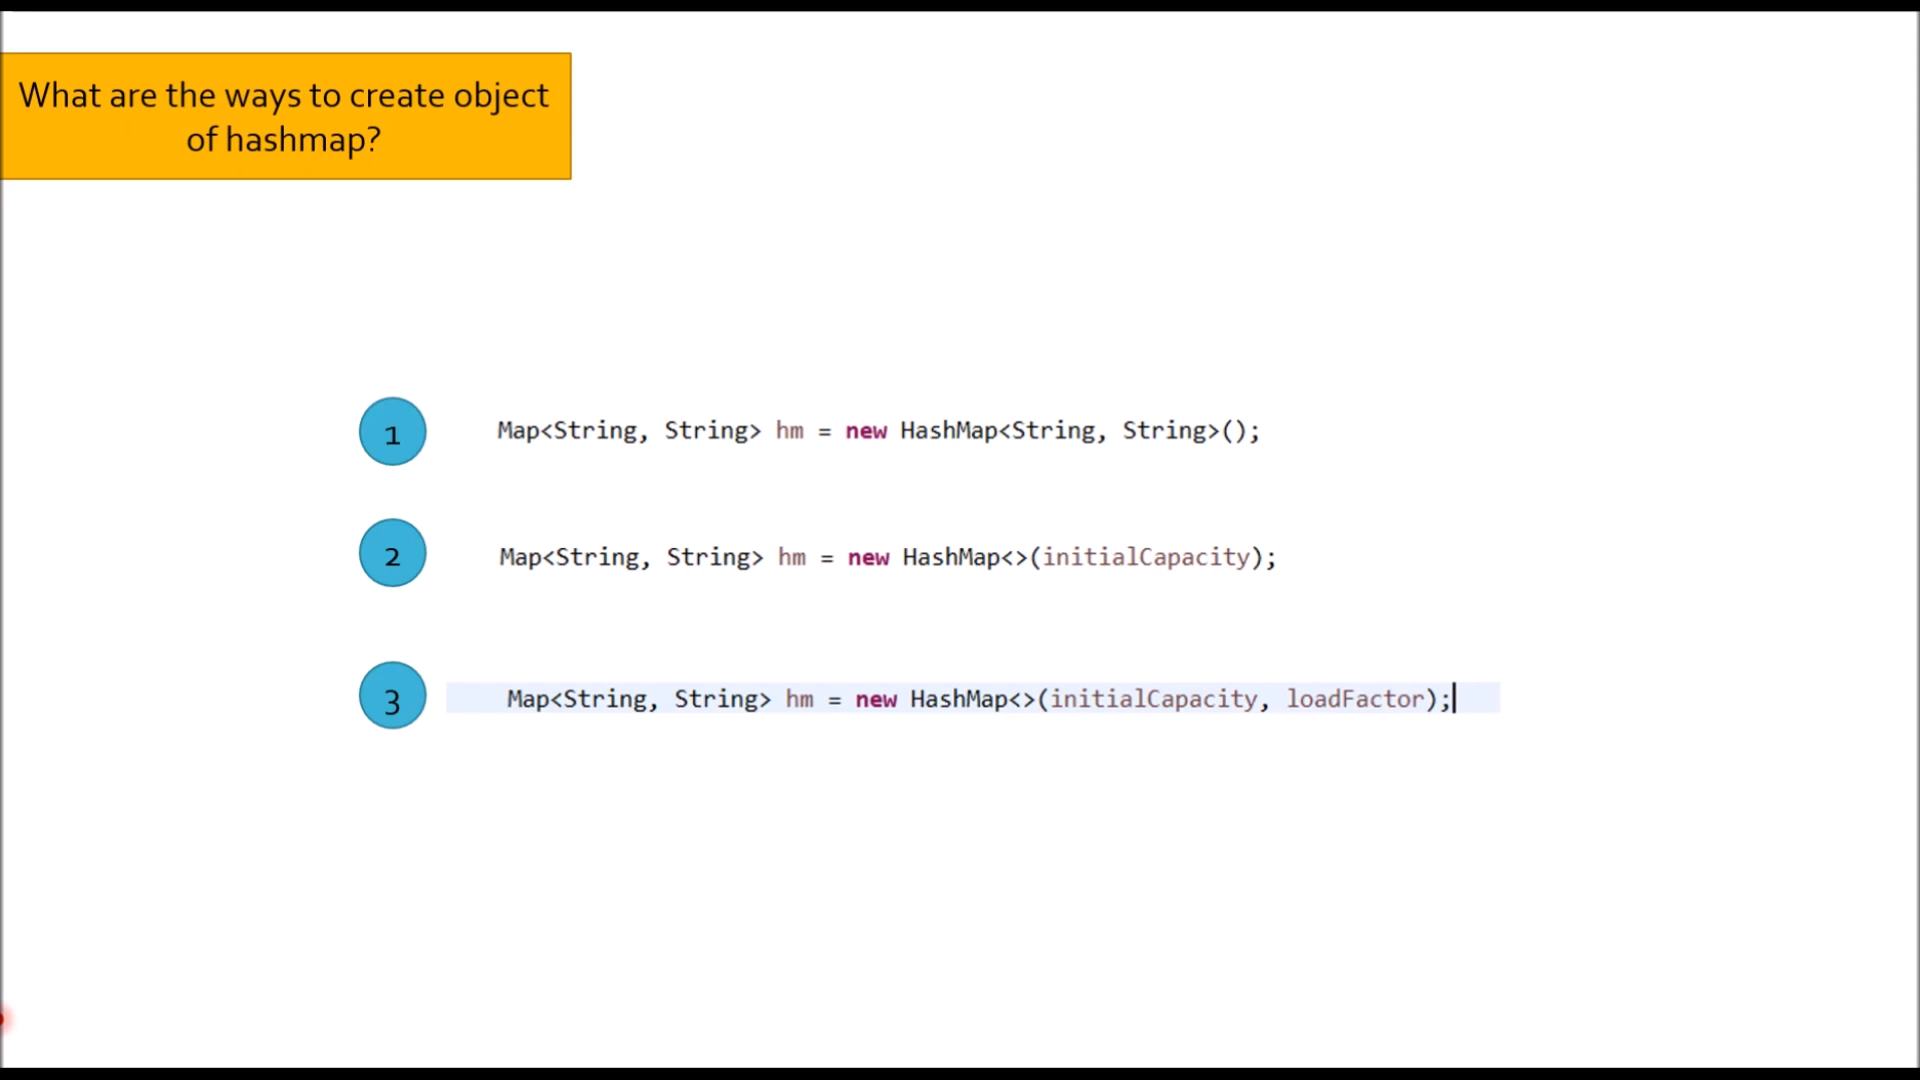 What are the ways to create object
of hashmap?
1 Map<String, String> hm = new HashMap<String, String>();
2 Map<String, String> hm = new HashMap<>(initialCapacity);
3 Map<String, String> hm = new HashMap<>(initialCapacity, loadFactor);